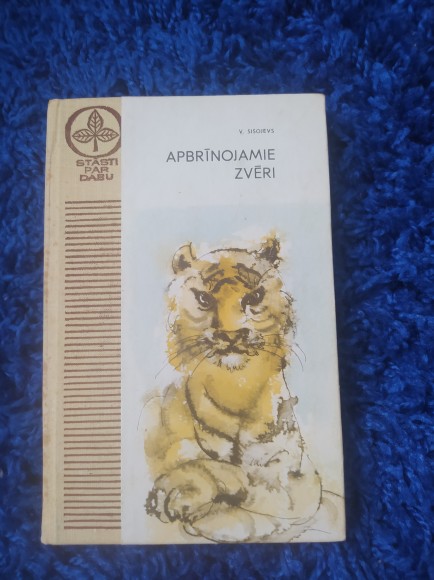 STĀSTI
PAR
DABU
V. SISOJEVS
APBRĪNOJAMIE
ZVĒRI